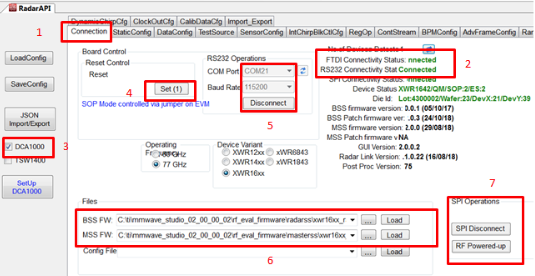 RadarAPI
1
DynamicChirpCfg ClockOutCfg CalibDataCfg Import_Export
Connection StaticConfig DataConfig TestSource SensorConfig IntChirpBlkCtlCfg RegOp ContStream BPMConfig AdvFrameConfig
LoadConfig
SaveConfig
JSON
Import/Export
3
DCA1000
TSW1400
SetUp
DCA1000
Board Control
Reset Control
Reset
4
Set (1)
SOP Mode controlled via jumper on EVM
RS232 Operations
COM Port COM21
Baud Rate 115200
Disconnect
5
Operating
60 GHz
77 GHz
Device Variant
XWR12xx xWR6843
XWR14xx xWR1843
XWR16xx
2
FTDI Connectivity Status: nnected
RS232 Connectivity Stat Connected
SPI Connectivity Status: nnected
Device Status: XWR1642/QM/SOP:2/ES:2
Die Id: Lot:4300002/Wafer:23/DevX:21/DevY:39
BSS firmware version: 3.0.1 (05/10/17)
BSS Patch firmware ver: .0.3 (24/10/18)
MSS firmware version: 2.0.0 (29/08/18)
MSS Patch firmware v NA
GUI Version: 2.0.0.2
Radar Link Version: 1.0.22 (16/08/18)
Post Proc Version: 75
Files
BSS FW: C:\ti\mmwave_studio_02_00_00_02\rf_eval_firmware\radarss\xwr16xx_r ... Load
MSS FW: C:\ti\mmwave_studio_02_00_00_02\rf_eval_firmware\masterss\xwr16xx_ ... Load
Config File ... Load
6
7
SPI Operations
SPI Disconnect
RF Powered-up